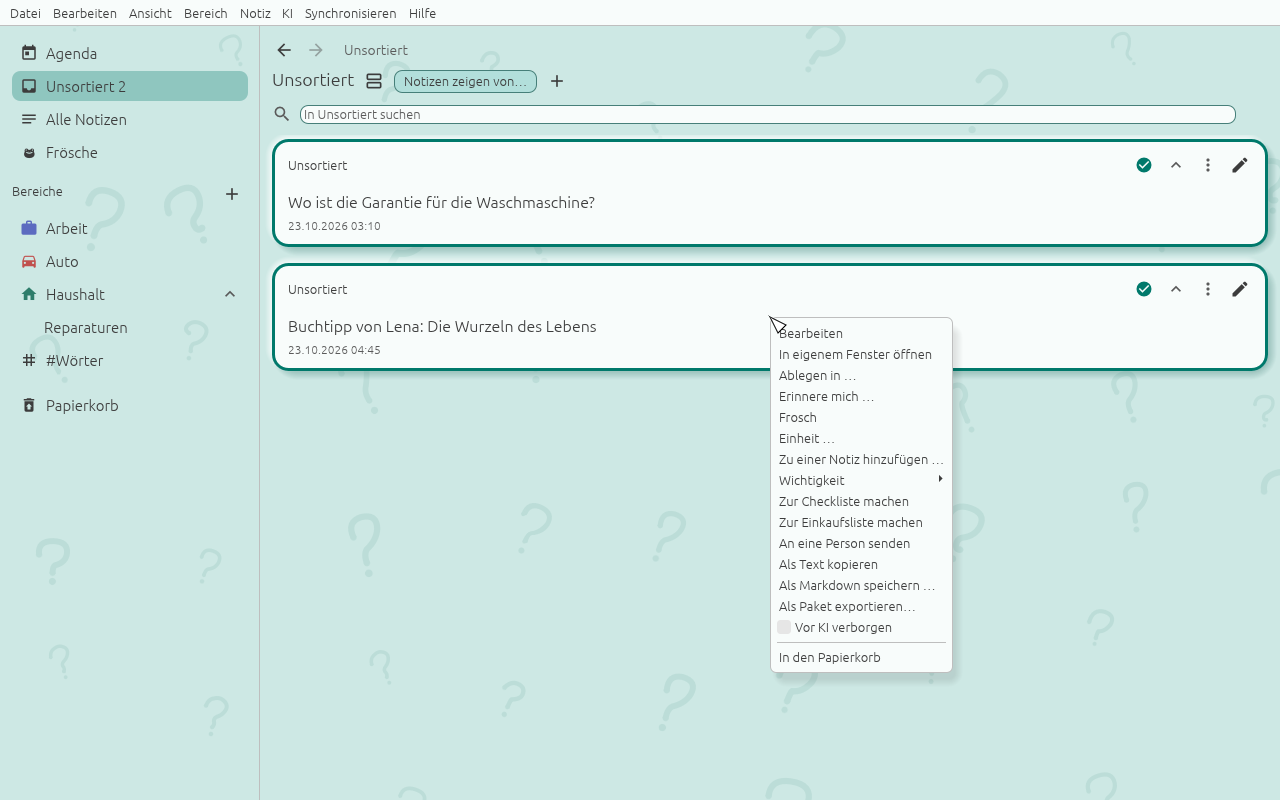 Datei Bearbeiten Ansicht Bereich Notiz KI Synchronisieren Hilfe
Agenda
Unsortiert 2
Alle Notizen
Frösche
Bereiche
Arbeit
Auto
Haushalt
Reparaturen
#Wörter
Papierkorb
Unsortiert
Unsortiert Notizen zeigen von…
In Unsortiert suchen
Unsortiert
Wo ist die Garantie für die Waschmaschine?
23.10.2026 03:10
Unsortiert
Buchtipp von Lena: Die Wurzeln des Lebens
23.10.2026 04:45
Bearbeiten
In eigenem Fenster öffnen
Ablegen in …
Erinnere mich …
Frosch
Einheit …
Zu einer Notiz hinzufügen …
Wichtigkeit
Zur Checkliste machen
Zur Einkaufsliste machen
An eine Person senden
Als Text kopieren
Als Markdown speichern …
Als Paket exportieren…
Vor KI verborgen
In den Papierkorb